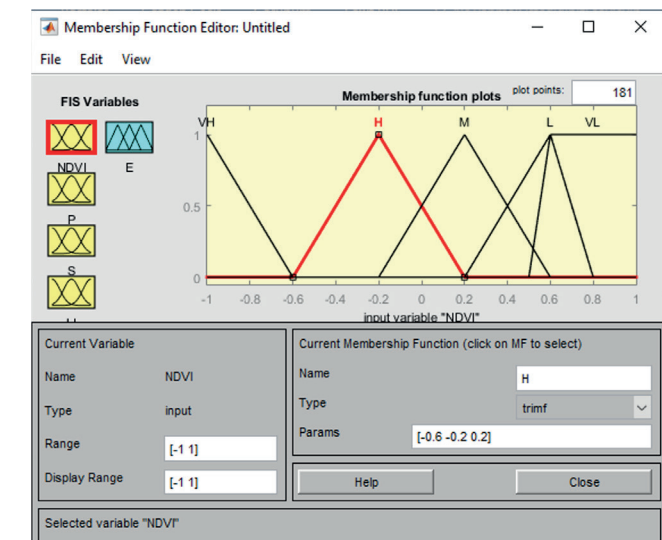 Membership Function Editor: Untitled
File Edit View
FIS Variables
Membership function plots
plot points:
181
NDVI
E
P
S
VH
H
M
L
VL
1
0.5
0
-1 -0.8 -0.6 -0.4 -0.2 0 0.2 0.4 0.6 0.8 1
input variable "NDVI"
Current Variable
Name NDVI
Type input
Range [-1 1]
Display Range [-1 1]
Current Membership Function (click on MF to select)
Name H
Type trimf
Params [-0.6 -0.2 0.2]
Help Close
Selected variable "NDVI"